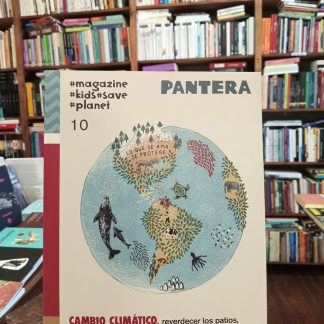 #magazine
#kids#save
#planet
10
PANTERA
LO QUE SE AMA
SE PROTEGE
CAMBIO CLIMÁTICO, reverdecer los patios,